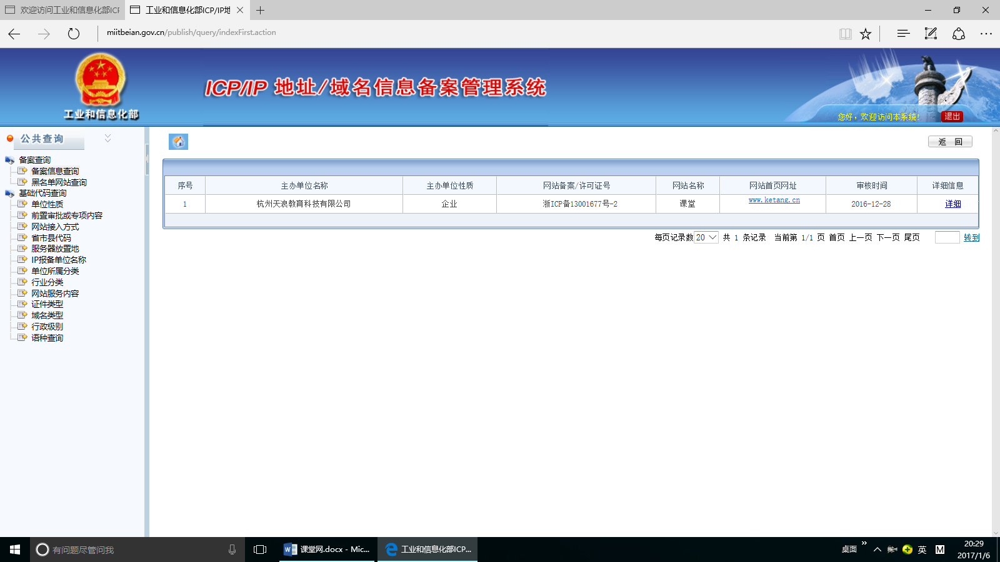 欢迎访问工业和信息化部ICF
工业和信息化部ICP/IP地
miitbeian.gov.cn/publish/query/indexFirst.action
ICP/IP 地址/域名信息备案管理系统
工业和信息化部
您好，欢迎访问本系统！
退出
公共查询
返 回
备案查询
备案信息查询
黑名单网站查询
基础代码查询
单位性质
前置审批或专项内容
网站接入方式
省市县代码
服务器放置地
IP报备单位名称
单位所属分类
行业分类
网站服务内容
证件类型
域名类型
行政级别
语种查询
序号 主办单位名称 主办单位性质 网站备案/许可证号 网站名称 网站首页网址 审核时间 详细信息
1 杭州天浪教育科技有限公司 企业 浙ICP备13001677号-2 课堂 www.ketang.cn 2016-12-28 详细
每页记录数 20 共 1 条记录 当前第 1/1 页 首页 上一页 下一页 尾页 转到
有问题尽管问我
课堂网.docx - Mic...
工业和信息化部ICP...
桌面
英
M
20:29
2017/1/6